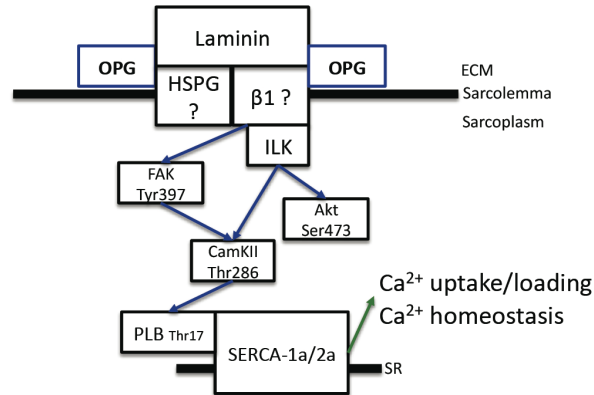 Laminin
OPG
OPG
ECM
HSPG
?
β1 ?
Sarcolemma
Sarcoplasm
ILK
FAK
Tyr397
Akt
Ser473
CamKII
Thr286
Ca²⁺ uptake/loading
Ca²⁺ homeostasis
PLB Thr17
SERCA-1a/2a
SR